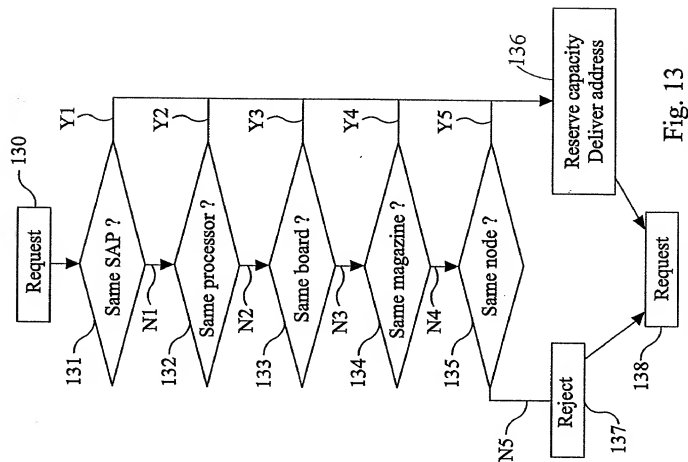 Request
130
131
Same SAP ?
Y1
N1
132
Same processor ?
Y2
N2
133
Same board ?
Y3
N3
134
Same magazine ?
Y4
N4
135
Same node ?
Y5
136
Reserve capacity
Deliver address
N5
Reject
137
Request
138
Fig. 13